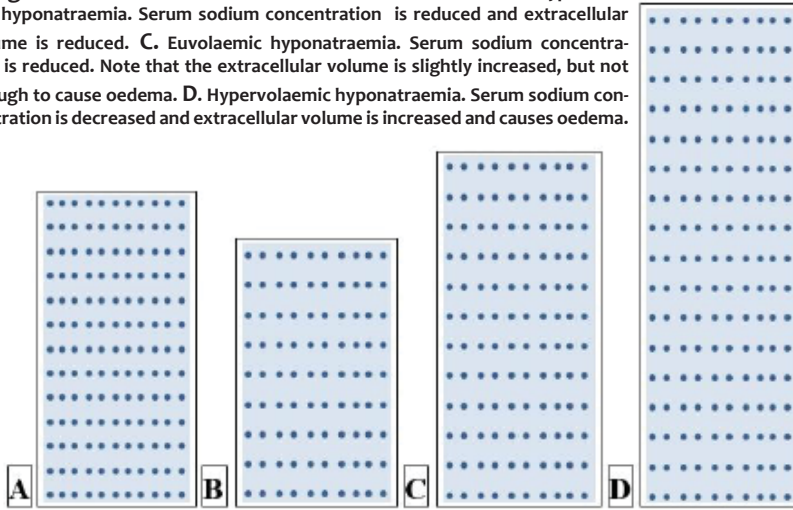 hyponatraemia. Serum sodium concentration is reduced and extracellular
ume is reduced. C. Euvolaemic hyponatraemia. Serum sodium concentra-
is reduced. Note that the extracellular volume is slightly increased, but not
ugh to cause oedema. D. Hypervolaemic hyponatraemia. Serum sodium con-
tration is decreased and extracellular volume is increased and causes oedema.
A B C D